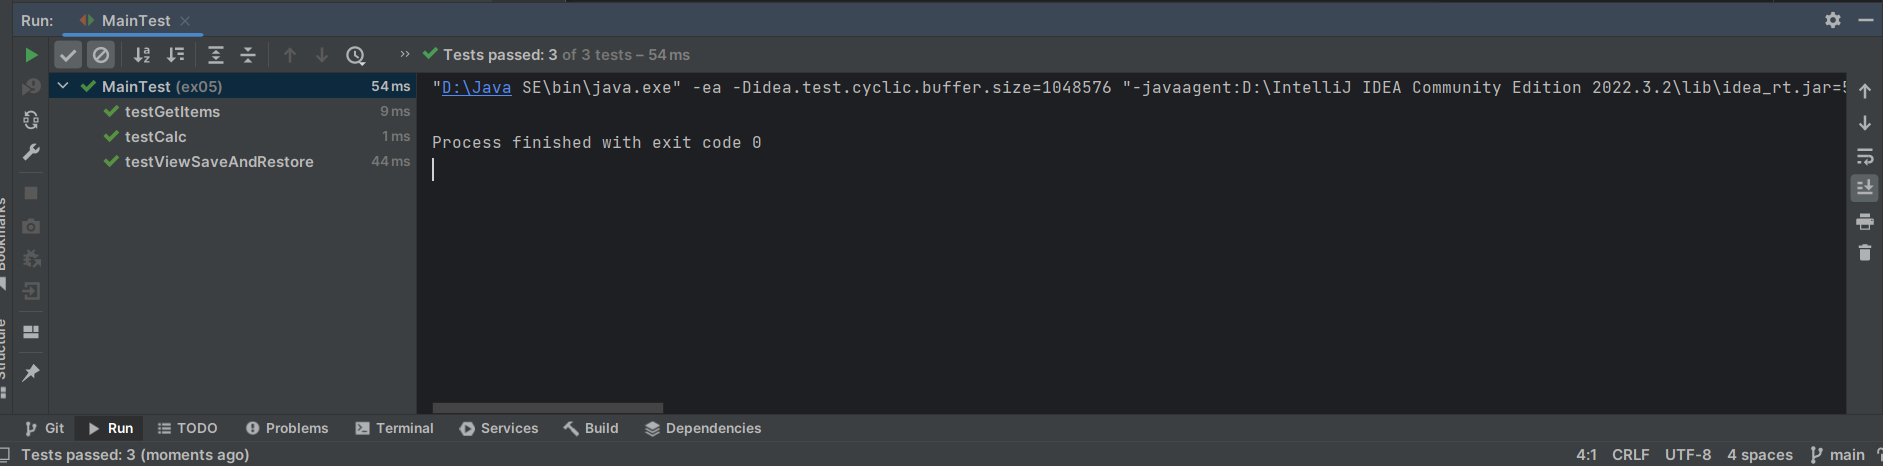 Run: MainTest
Tests passed: 3 of 3 tests – 54 ms
MainTest (ex05) 54 ms
testGetItems 9 ms
testCalc 1 ms
testViewSaveAndRestore 44 ms
"D:\Java SE\bin\java.exe" -ea -Didea.test.cyclic.buffer.size=1048576 "-javaagent:D:\IntelliJ IDEA Community Edition 2022.3.2\lib\idea_rt.jar=5
Process finished with exit code 0
Bookmarks
Structure
Git Run TODO Problems Terminal Services Build Dependencies
Tests passed: 3 (moments ago) 4:1 CRLF UTF-8 4 spaces main